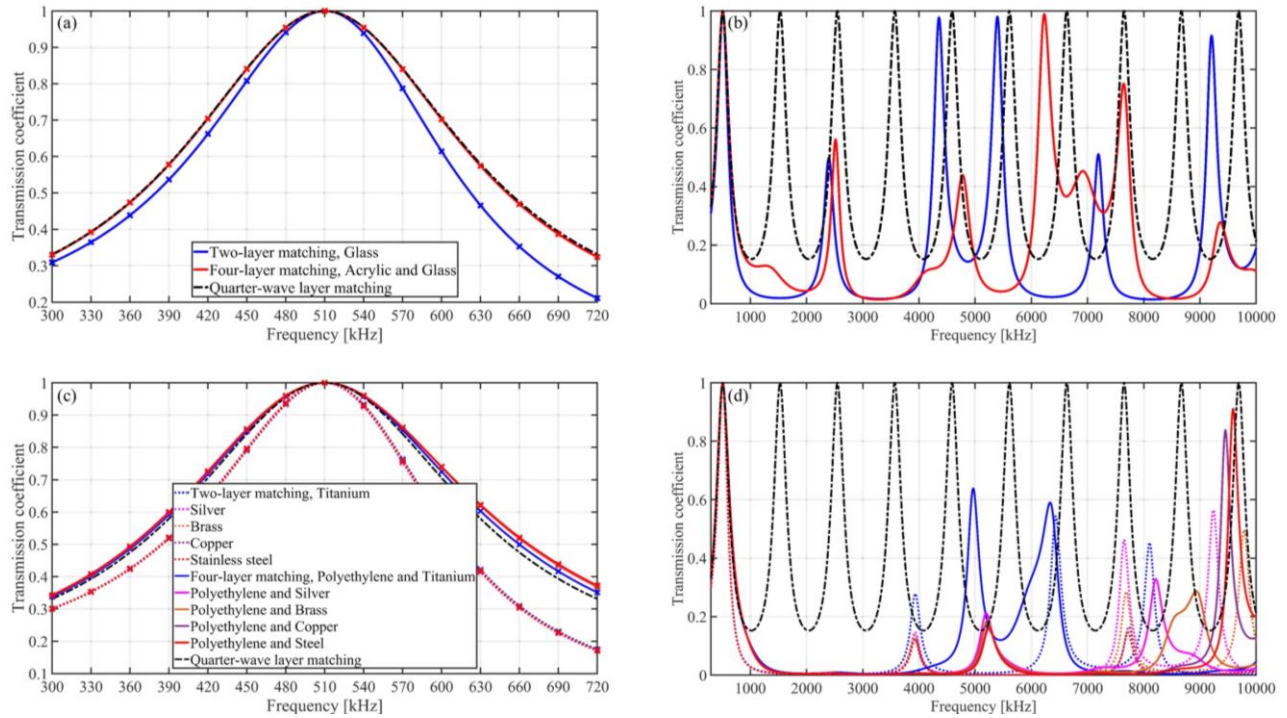 (a)
Transmission coefficient
1
0.9
0.8
0.7
0.6
0.5
0.4
0.3
0.2
Two-layer matching, Glass
Four-layer matching, Acrylic and Glass
Quarter-wave layer matching
300 330 360 390 420 450 480 510 540 570 600 630 660 690 720
Frequency [kHz]
(b)
Transmission coefficient
1
0.8
0.6
0.4
0.2
0
1000 2000 3000 4000 5000 6000 7000 8000 9000 10000
Frequency [kHz]
(c)
Transmission coefficient
1
0.9
0.8
0.7
0.6
0.5
0.4
0.3
0.2
0.1
Two-layer matching, Titanium
Silver
Brass
Copper
Stainless steel
Four-layer matching, Polyethylene and Titanium
Polyethylene and Silver
Polyethylene and Brass
Polyethylene and Copper
Polyethylene and Steel
Quarter-wave layer matching
300 330 360 390 420 450 480 510 540 570 600 630 660 690 720
Frequency [kHz]
(d)
Transmission coefficient
1
0.8
0.6
0.4
0.2
0
1000 2000 3000 4000 5000 6000 7000 8000 9000 10000
Frequency [kHz]